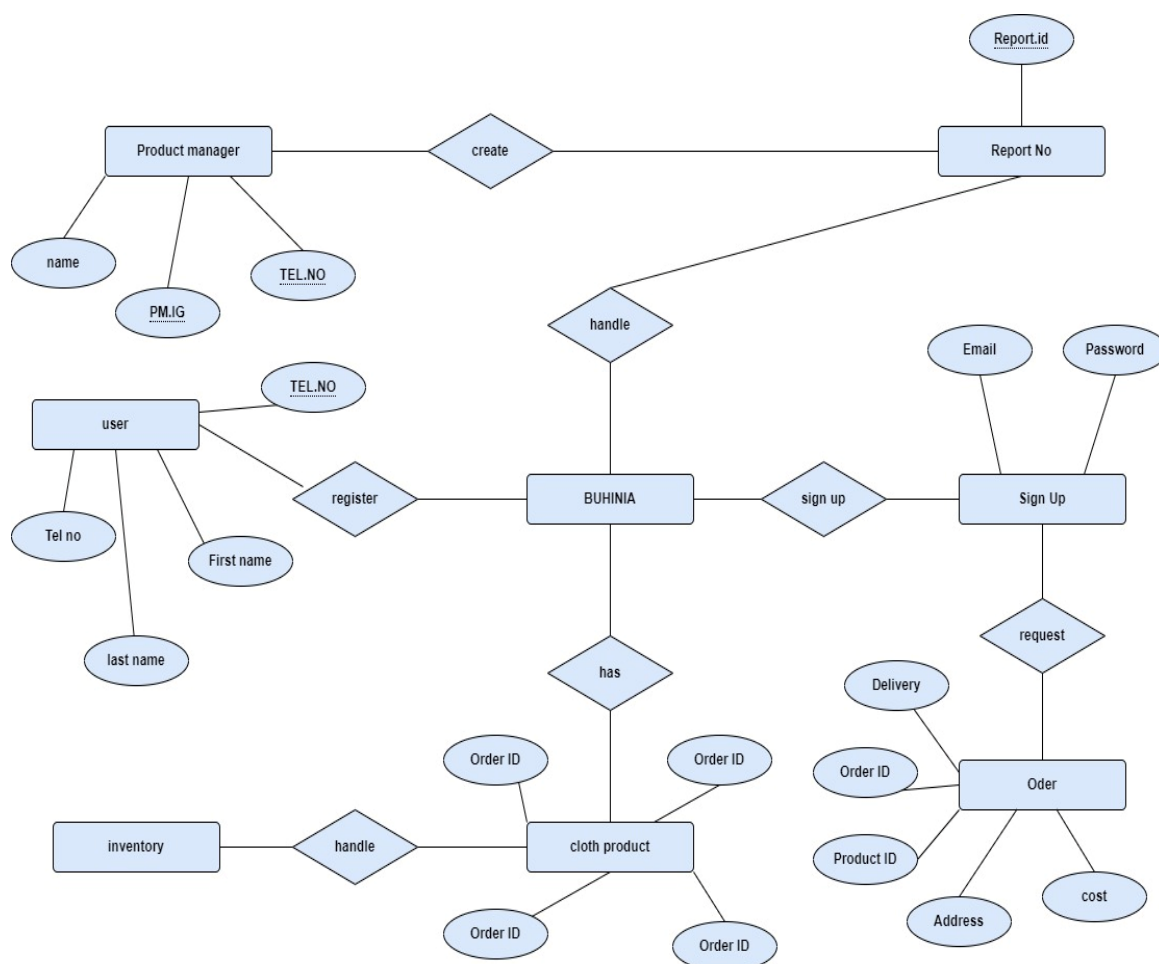 Report.id
Product manager
create
Report No
name
TEL.NO
PM.IG
handle
Email
Password
TEL.NO
user
register
BUHINIA
sign up
Sign Up
Tel no
First name
last name
request
has
Delivery
Order ID
Order ID
Order ID
Oder
inventory
handle
cloth product
Product ID
cost
Order ID
Order ID
Address